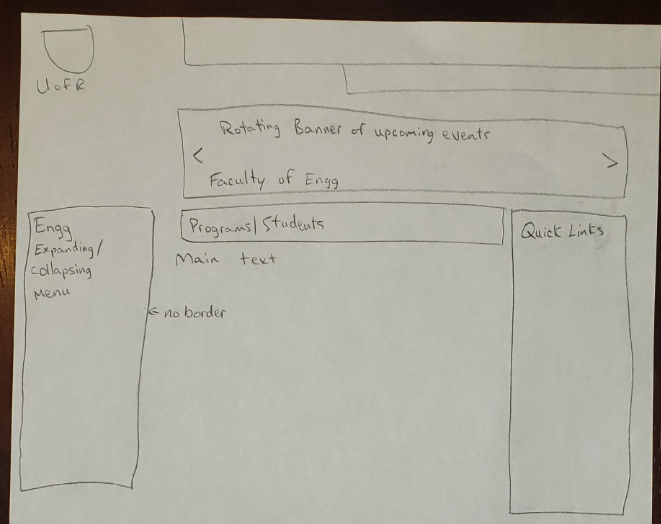 UofR
Rotating Banner of upcoming events
< >
Faculty of Engg
Engg
Expanding/
Collapsing
Menu
Programs/Students
Main text
← no border
Quick Links